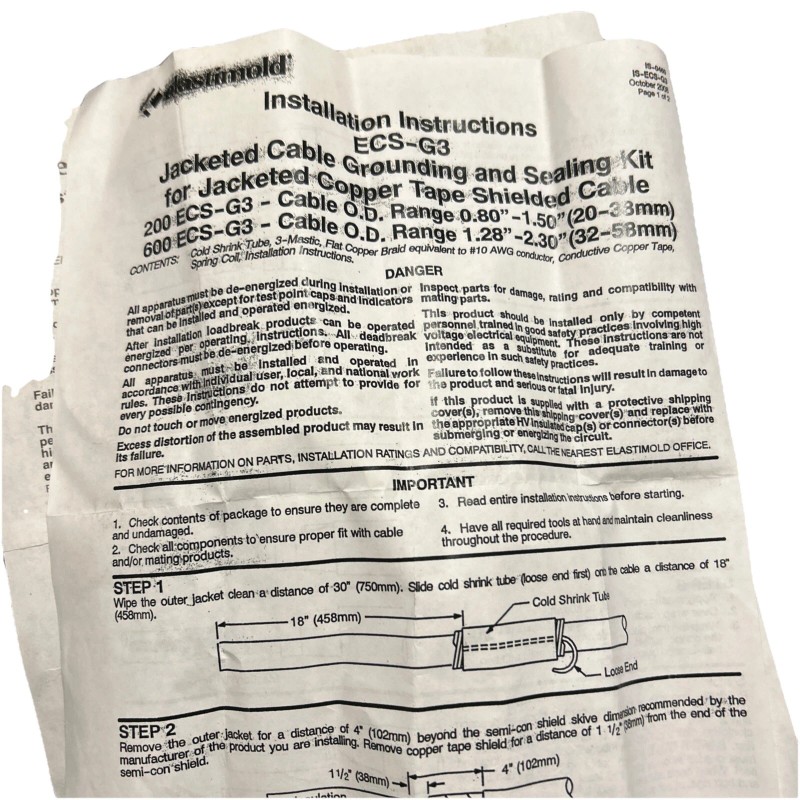 Elastimold
IS-ECS-G3
October 2008
Page 1 of 2
Installation Instructions
ECS-G3
Jacketed Cable Grounding and Sealing Kit
for Jacketed Copper Tape Shielded Cable
200 ECS-G3 - Cable O.D. Range 0.80"-1.50" (20-38mm)
600 ECS-G3 - Cable O.D. Range 1.28"-2.30" (32-58mm)
CONTENTS: Cold Shrink Tube, 3-Mastic, Flat Copper Braid equivalent to #10 AWG conductor, Conductive Copper Tape,
Spring Coil, Installation Instructions.
DANGER
All apparatus must be de-energized during installation or
removal of part(s) except for test point caps and indicators
that can be installed and operated energized.
After installation loadbreak products can be operated
energized per operating instructions. All deadbreak
connectors must be de-energized before operating.
All apparatus must be installed and operated in
accordance with individual user, local, and national work
rules. These instructions do not attempt to provide for
every possible contingency.
Do not touch or move energized products.
Excess distortion of the assembled product may result in
its failure.
Inspect parts for damage, rating and compatibility with
mating parts.
This product should be installed only by competent
personnel trained in good safety practices involving high
voltage electrical equipment. These instructions are not
intended as a substitute for adequate training or
experience in such safety practices.
Failure to follow these instructions will result in damage to
the product and serious or fatal injury.
If this product is supplied with a protective shipping
cover(s), remove this shipping cover(s) and replace with
the appropriate HV insulated cap(s) or connector(s) before
submerging or energizing the circuit.
FOR MORE INFORMATION ON PARTS, INSTALLATION RATINGS AND COMPATIBILITY, CALL THE NEAREST ELASTIMOLD OFFICE.
IMPORTANT
1. Check contents of package to ensure they are complete
and undamaged.
2. Check all components to ensure proper fit with cable
and/or mating products.
3. Read entire installation instructions before starting.
4. Have all required tools at hand and maintain cleanliness
throughout the procedure.
STEP 1
Wipe the outer jacket clean a distance of 30" (750mm). Slide cold shrink tube (loose end first) onto the cable a distance of 18"
(458mm).
18" (458mm)
Cold Shrink Tube
Loose End
STEP 2
Remove the outer jacket for a distance of 4" (102mm) beyond the semi-con shield skive dimension recommended by the
manufacturer of the product you are installing. Remove copper tape shield for a distance of 1 1/2" (38mm) from the end of the
semi-con shield.
1 1/2" (38mm)
4" (102mm)